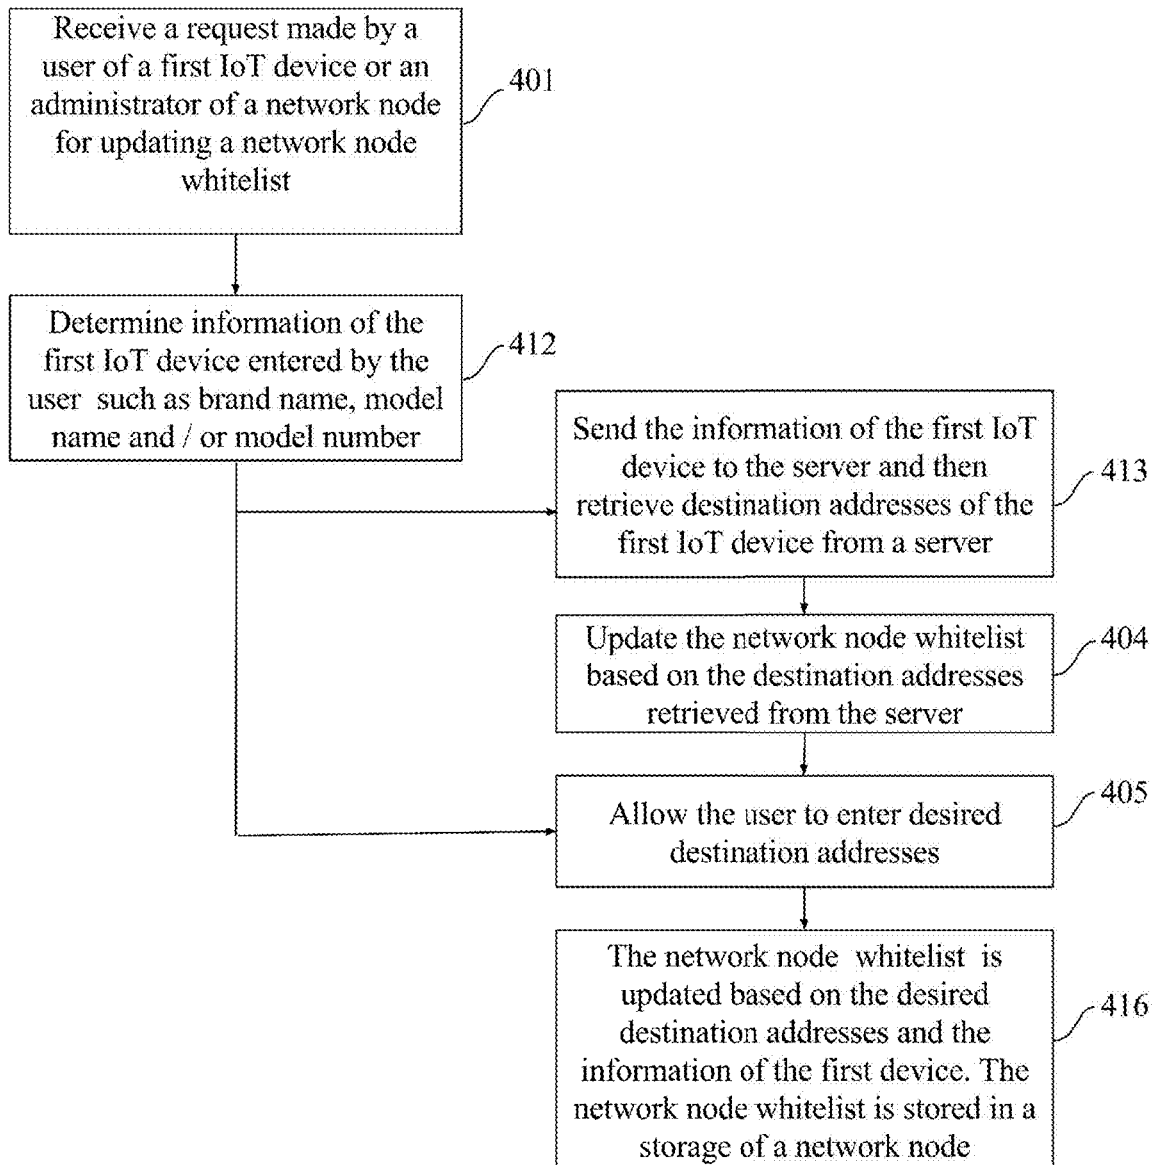 Receive a request made by a
user of a first IoT device or an
administrator of a network node
for updating a network node
whitelist
401
Determine information of the
first IoT device entered by the
user such as brand name, model
name and / or model number
412
Send the information of the first IoT
device to the server and then
retrieve destination addresses of the
first IoT device from a server
413
Update the network node whitelist
based on the destination addresses
retrieved from the server
404
Allow the user to enter desired
destination addresses
405
The network node whitelist is
updated based on the desired
destination addresses and the
information of the first device. The
network node whitelist is stored in a
storage of a network node
416